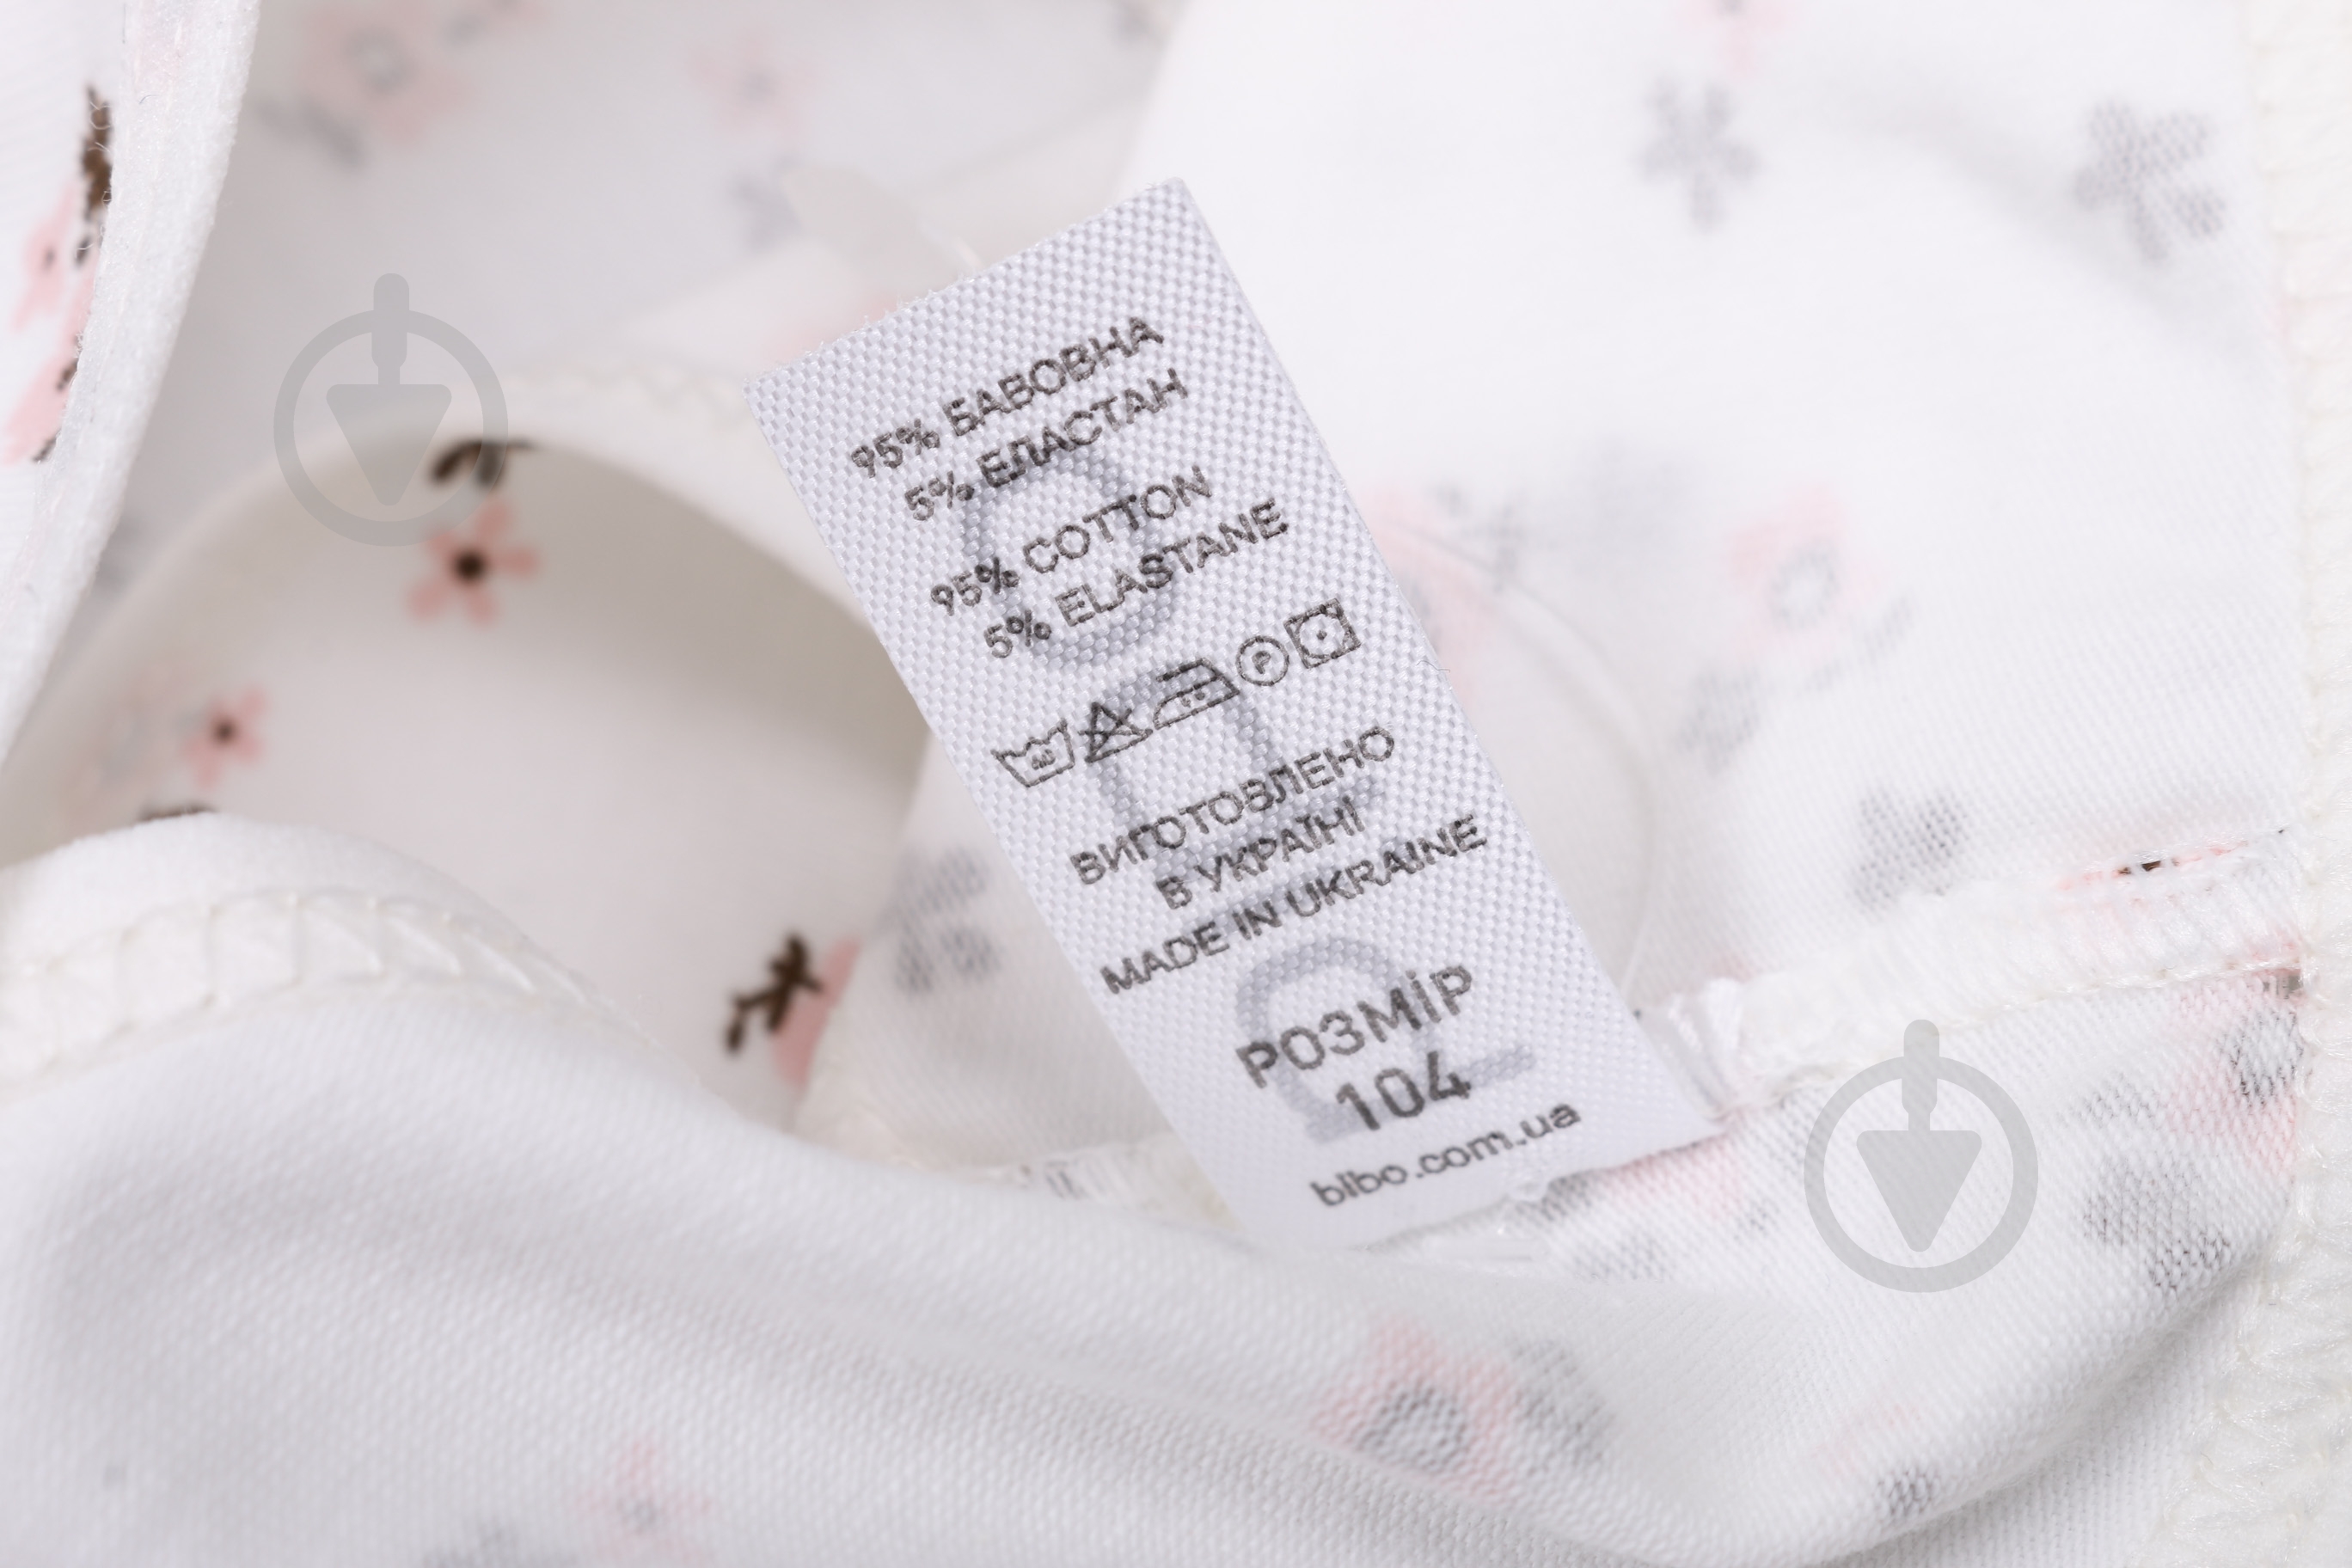 95% БАВОВНА
5% ЕЛАСТАН
95% COTTON
5% ELASTANE
ВИГОТОВЛЕНО
В УКРАЇНІ
MADE IN UKRAINE
РОЗМІР
104
blbo.com.ua